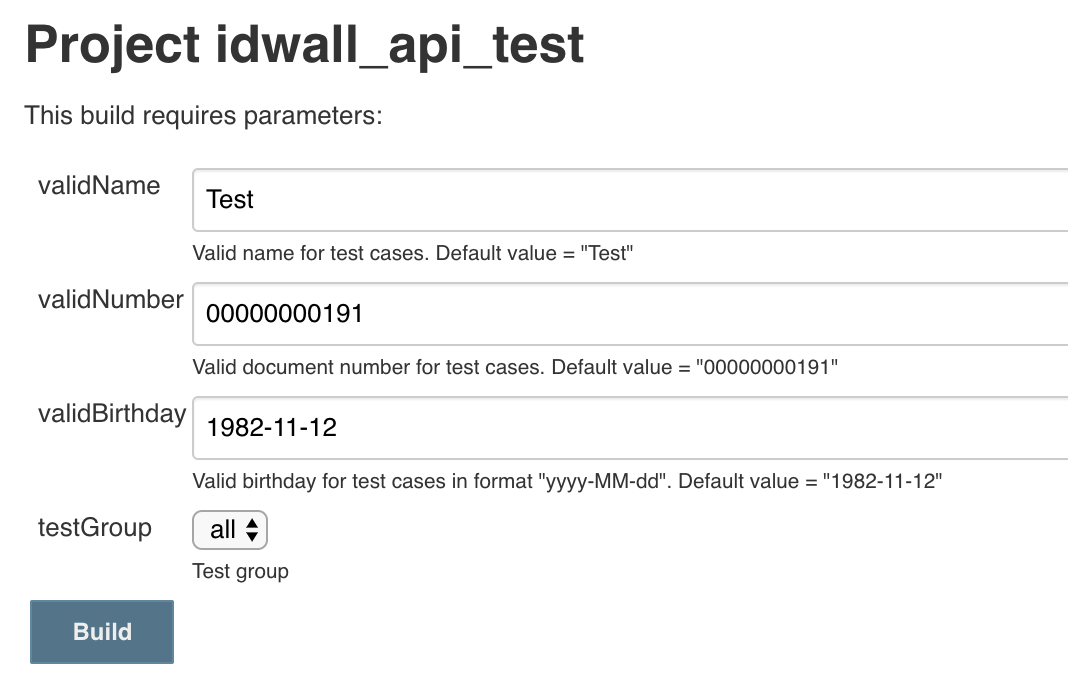 Project idwall_api_test
This build requires parameters:
validName
Test
Valid name for test cases. Default value = "Test"
validNumber
00000000191
Valid document number for test cases. Default value = "00000000191"
validBirthday
1982-11-12
Valid birthday for test cases in format "yyyy-MM-dd". Default value = "1982-11-12"
testGroup
all
Test group
Build